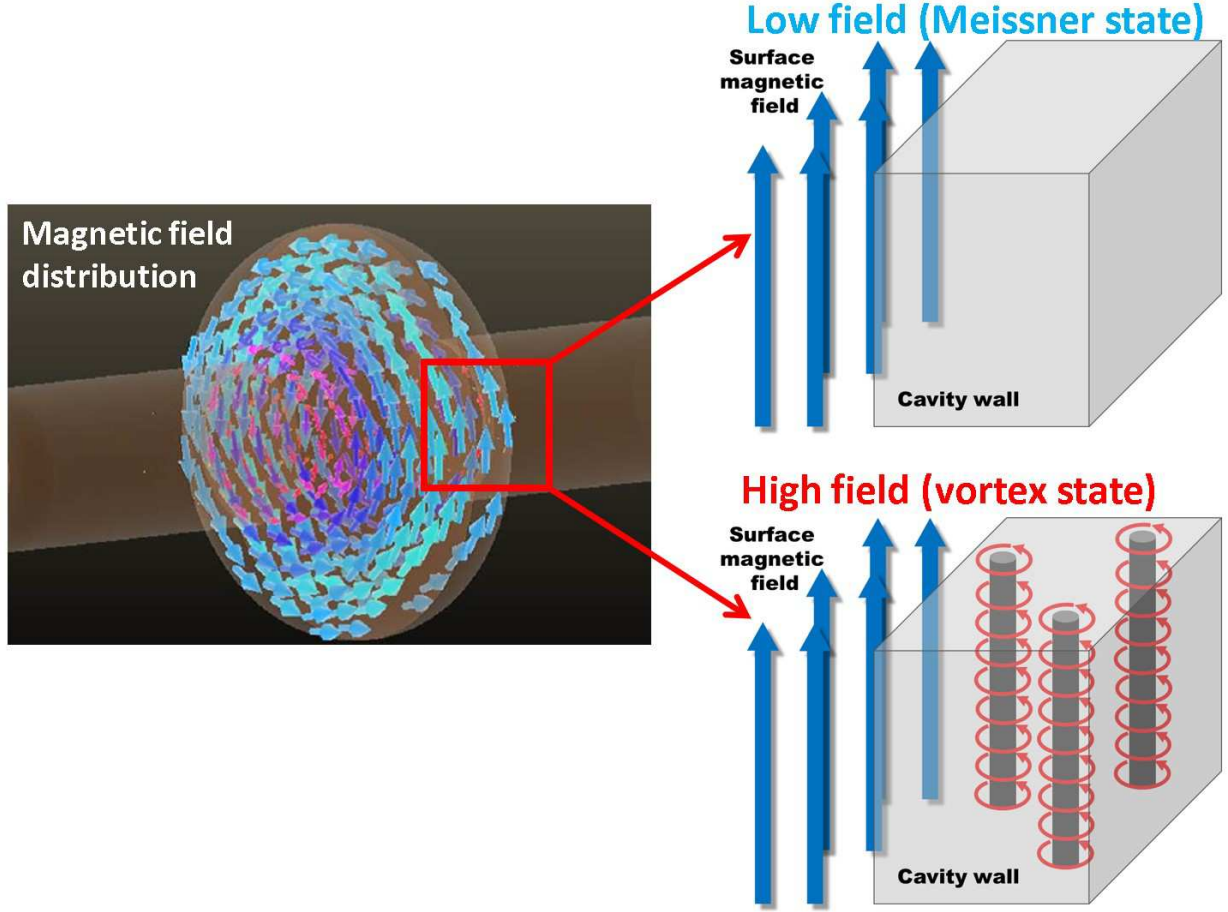 Magnetic field
distribution
Low field (Meissner state)
Surface
magnetic
field
Cavity wall
High field (vortex state)
Surface
magnetic
field
Cavity wall